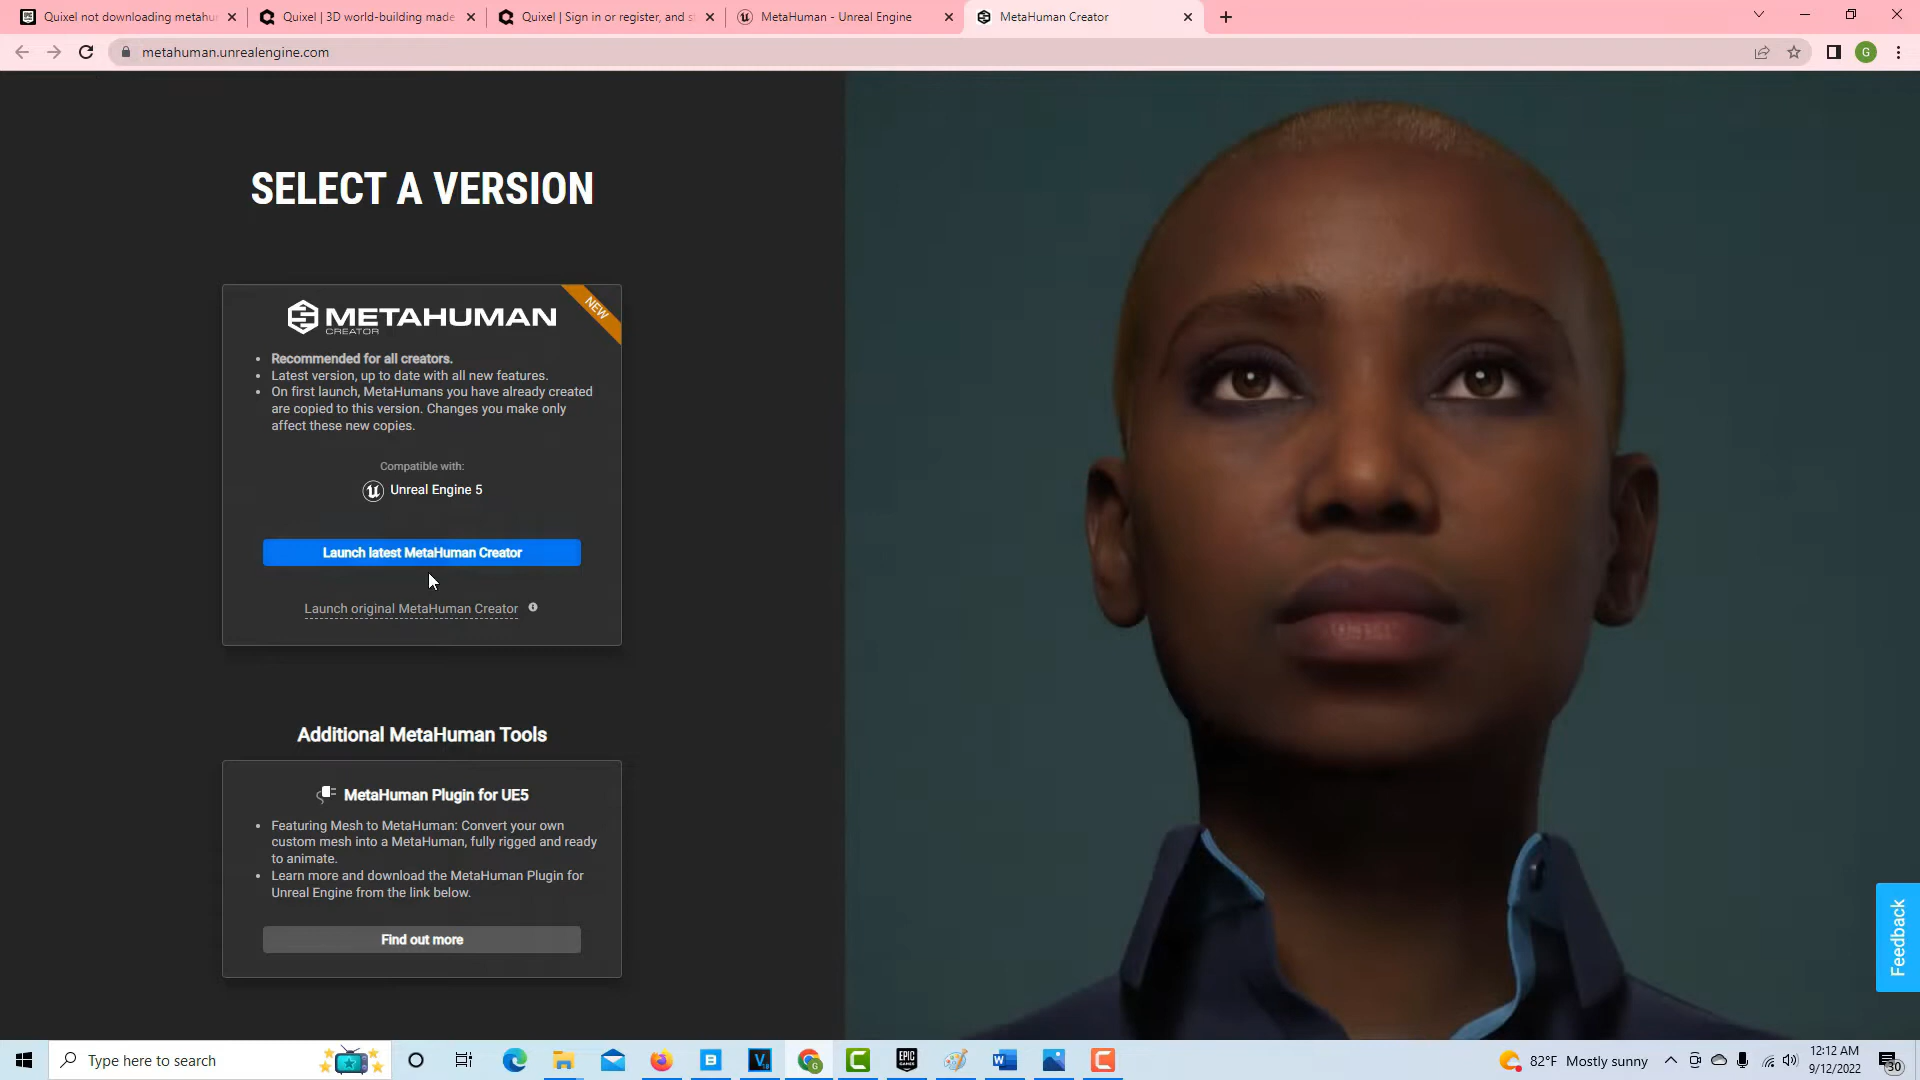 Quixel not downloading metahu
Quixel | 3D world-building made
Quixel | Sign in or register, and s
MetaHuman - Unreal Engine
MetaHuman Creator
metahuman.unrealengine.com
G
SELECT A VERSION
METAHUMAN
CREATOR
NEW
• Recommended for all creators.
• Latest version, up to date with all new features.
• On first launch, MetaHumans you have already created
are copied to this version. Changes you make only
affect these new copies.
Compatible with:
Unreal Engine 5
Launch latest MetaHuman Creator
Launch original MetaHuman Creator
Additional MetaHuman Tools
MetaHuman Plugin for UE5
• Featuring Mesh to MetaHuman: Convert your own
custom mesh into a MetaHuman, fully rigged and ready
to animate.
• Learn more and download the MetaHuman Plugin for
Unreal Engine from the link below.
Find out more
Feedback
Type here to search
82°F Mostly sunny
12:12 AM
9/12/2022
30